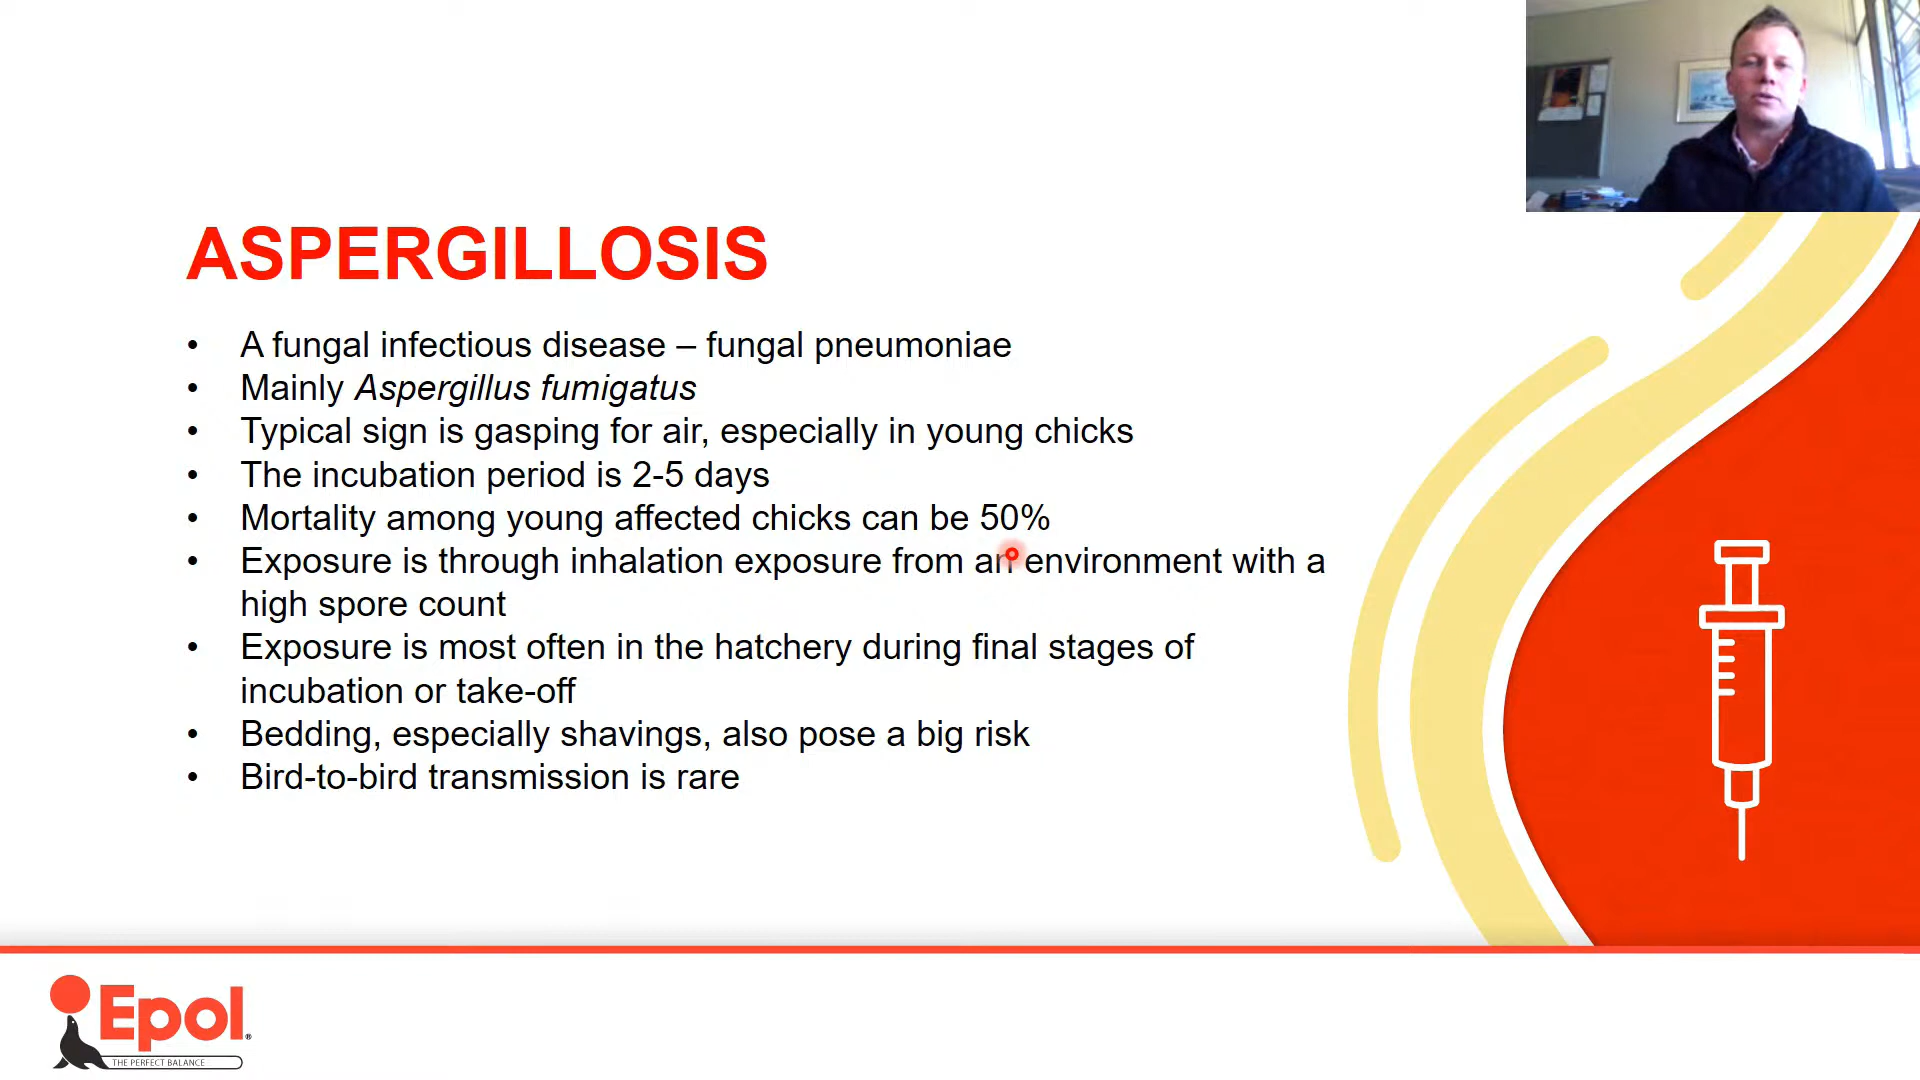 ASPERGILLOSIS
• A fungal infectious disease – fungal pneumoniae
• Mainly Aspergillus fumigatus
• Typical sign is gasping for air, especially in young chicks
• The incubation period is 2-5 days
• Mortality among young affected chicks can be 50%
• Exposure is through inhalation exposure from an environment with a
high spore count
• Exposure is most often in the hatchery during final stages of
incubation or take-off
• Bedding, especially shavings, also pose a big risk
• Bird-to-bird transmission is rare
Epol®
THE PERFECT BALANCE